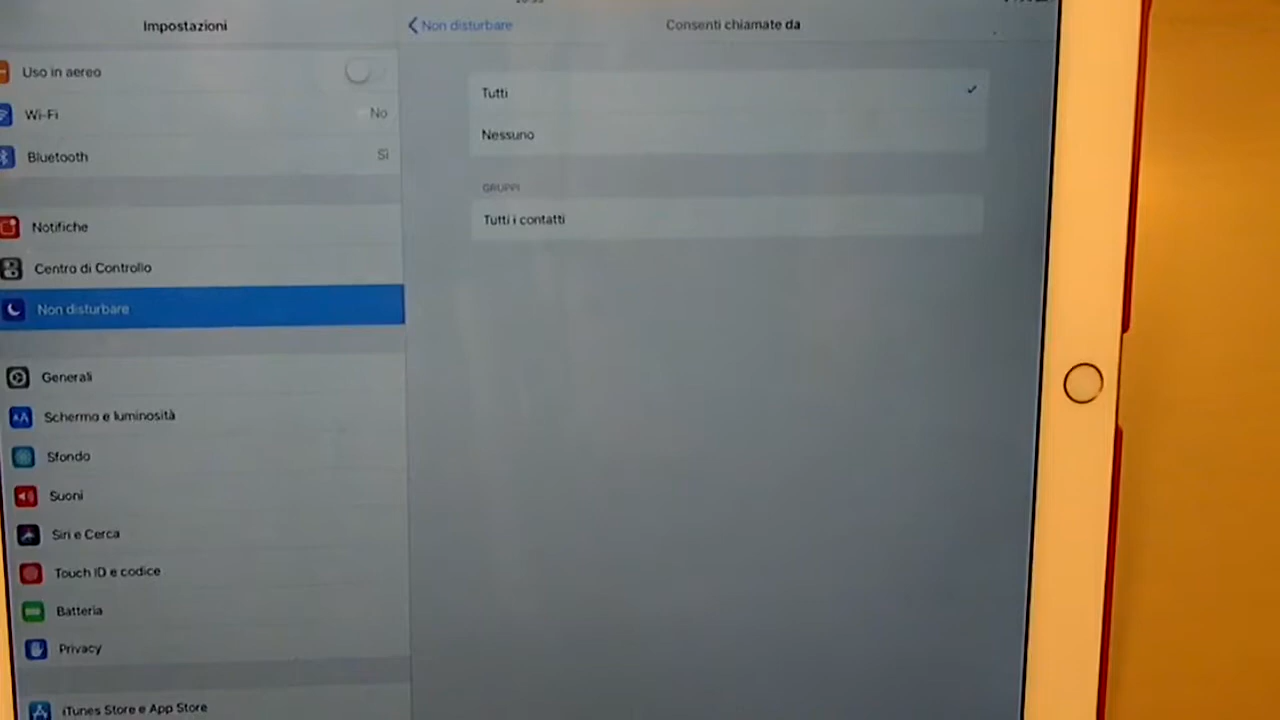 Impostazioni
Uso in aereo
Wi-Fi
No
Bluetooth
Sì
Notifiche
Centro di Controllo
Non disturbare
Generali
Schermo e luminosità
Sfondo
Suoni
Siri e Cerca
Touch ID e codice
Batteria
Privacy
iTunes Store e App Store
Non disturbare
Consenti chiamate da
Tutti
Nessuno
GRUPPI
Tutti i contatti